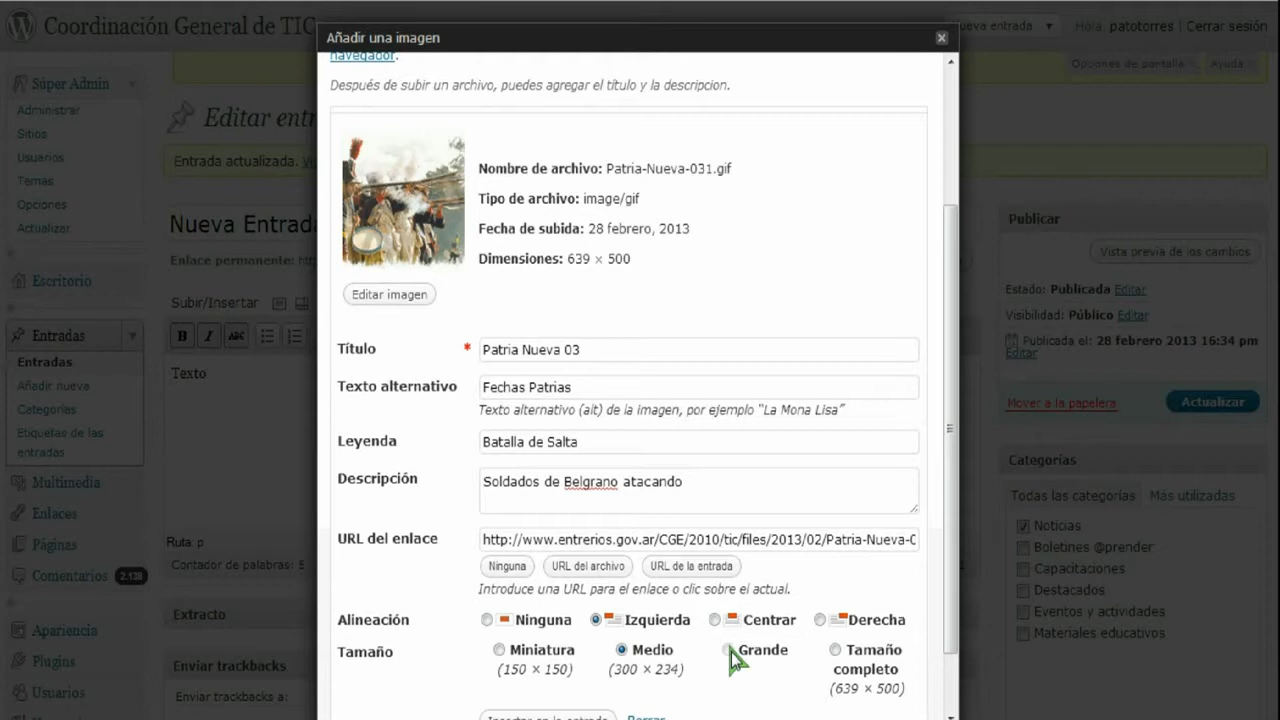 Coordinación General de TIC
ueva entrada
Hola, patotorres | Cerrar sesión
Añadir una imagen
navegador.
Opciones de pantalla
Ayuda
Después de subir un archivo, puedes agregar el título y la descripcion.
Súper Admin
Administrar
Sitios
Usuarios
Temas
Opciones
Actualizar
Escritorio
Entradas
Entradas
Añadir nueva
Categorías
Etiquetas de las
entradas
Multimedia
Enlaces
Páginas
Comentarios 2.138
Apariencia
Plugins
Usuarios
Editar entr
Entrada actualizada.
Nueva Entrada
Enlace permanente:
Subir/Insertar
B I ABC
Texto
Ruta: p
Contador de palabras: 5
Extracto
Enviar trackbacks
Enviar trackbacks a:
Nombre de archivo: Patria-Nueva-031.gif
Tipo de archivo: image/gif
Fecha de subida: 28 febrero, 2013
Dimensiones: 639 × 500
Editar imagen
Título * Patria Nueva 03
Texto alternativo Fechas Patrias
Texto alternativo (alt) de la imagen, por ejemplo "La Mona Lisa"
Leyenda Batalla de Salta
Descripción Soldados de Belgrano atacando
URL del enlace http://www.entrerios.gov.ar/CGE/2010/tic/files/2013/02/Patria-Nueva-0
Ninguna URL del archivo URL de la entrada
Introduce una URL para el enlace o clic sobre el actual.
Alineación Ninguna Izquierda Centrar Derecha
Tamaño Miniatura Medio Grande Tamaño
completo
(150 × 150) (300 × 234)
(639 × 500)
Insertar en la entrada Borrar
Publicar
Vista previa de los cambios
Estado: Publicada Editar
Visibilidad: Público Editar
Publicada el: 28 febrero 2013 16:34 pm
Editar
Mover a la papelera Actualizar
Categorías
Todas las categorías Más utilizadas
Noticias
Boletines @prender
Capacitaciones
Destacados
Eventos y actividades
Materiales educativos